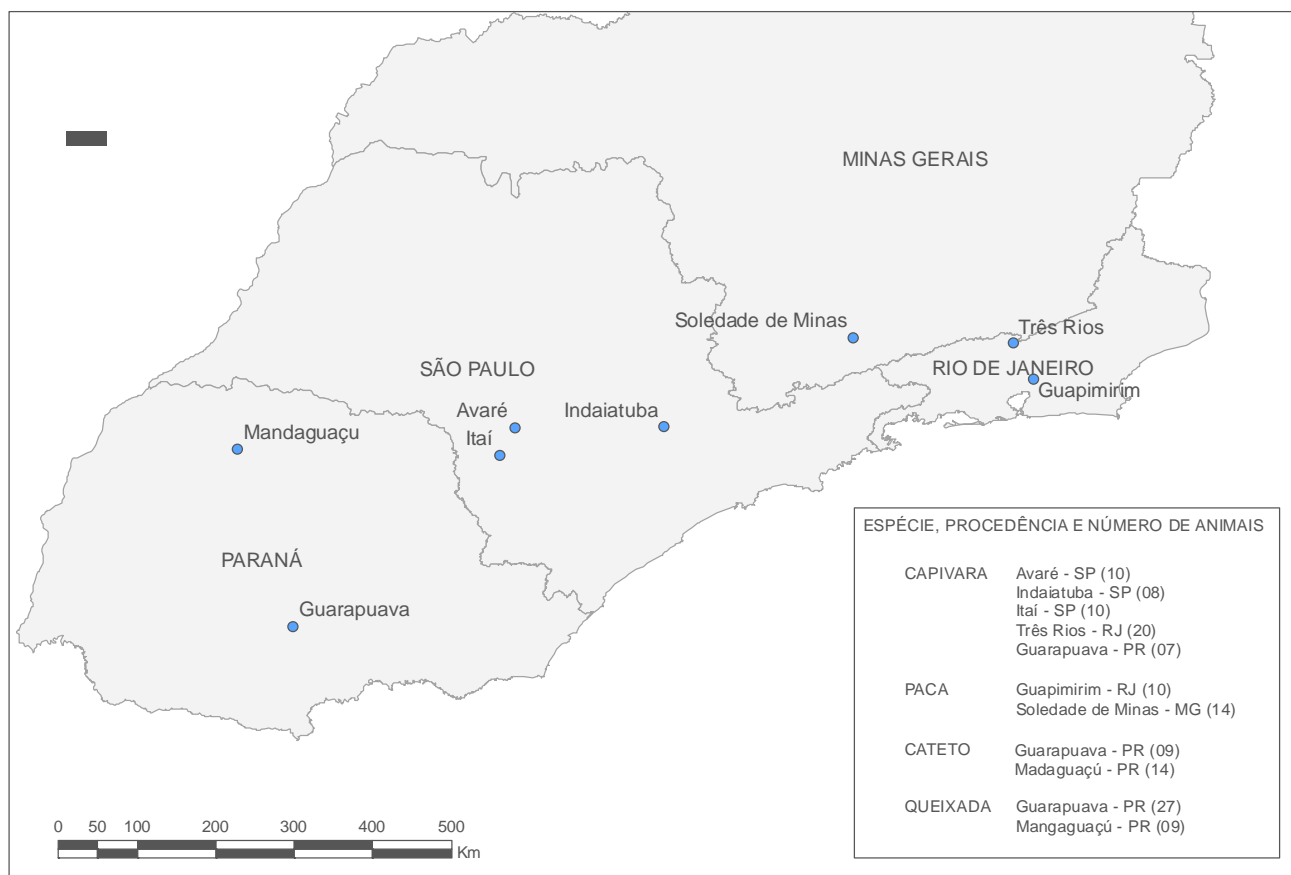 MINAS GERAIS
Soledade de Minas
Três Rios
SÃO PAULO
RIO DE JANEIRO
Guapimirim
Avaré
Indaiatuba
Itaí
Mandaguaçu
PARANÁ
Guarapuava
ESPÉCIE, PROCEDÊNCIA E NÚMERO DE ANIMAIS
CAPIVARA Avaré - SP (10)
Indaiatuba - SP (08)
Itaí - SP (10)
Três Rios - RJ (20)
Guarapuava - PR (07)
PACA Guapimirim - RJ (10)
Soledade de Minas - MG (14)
CATETO Guarapuava - PR (09)
Madaguaçú - PR (14)
QUEIXADA Guarapuava - PR (27)
Mangaguaçú - PR (09)
0 50 100 200 300 400 500
Km